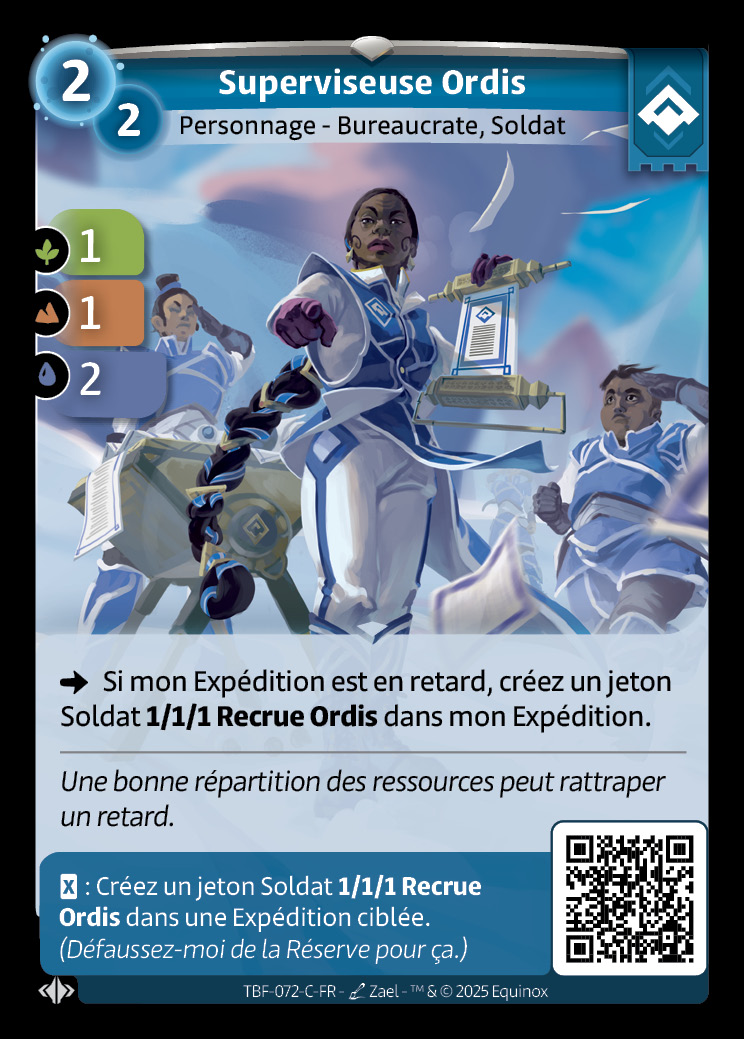 2
Superviseuse Ordis
2
Personnage - Bureaucrate, Soldat
1
1
2
Si mon Expédition est en retard, créez un jeton
Soldat 1/1/1 Recrue Ordis dans mon Expédition.
Une bonne répartition des ressources peut rattraper
un retard.
X : Créez un jeton Soldat 1/1/1 Recrue
Ordis dans une Expédition ciblée.
(Défaussez-moi de la Réserve pour ça.)
TBF-072-C-FR - Zael - ™ & © 2025 Equinox